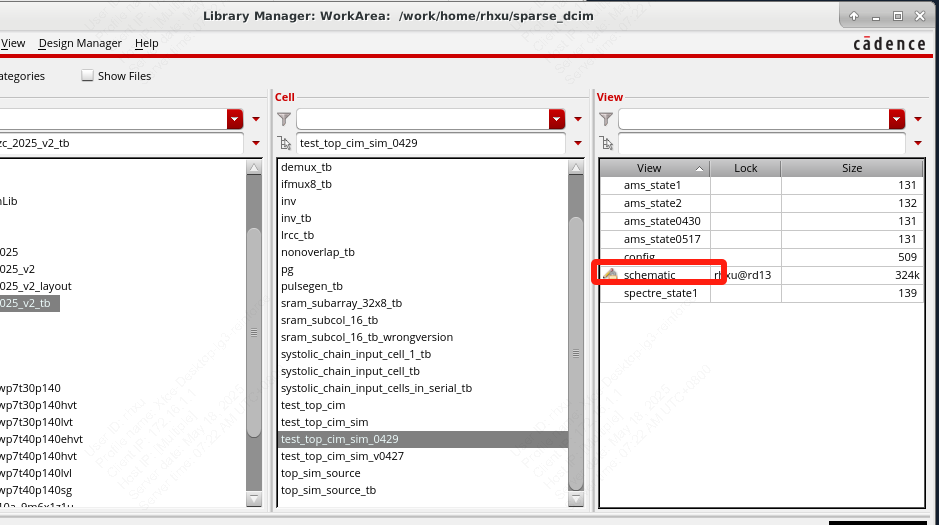 Library Manager: WorkArea: /work/home/rhxu/sparse_dcim
View Design Manager Help
cādence
ategories
Show Files
Cell
View
zc_2025_v2_tb
test_top_cim_sim_0429
nLib
025
025_v2
025_v2_layout
025_v2_tb
wp7t30p140
wp7t30p140hvt
wp7t30p140lvt
wp7t40p140ehvt
wp7t40p140hvt
wp7t40p140lvl
wp7t40p140sg
demux_tb
ifmux8_tb
inv
inv_tb
lrcc_tb
nonoverlap_tb
pg
pulsegen_tb
sram_subarray_32x8_tb
sram_subcol_16_tb
sram_subcol_16_tb_wrongversion
systolic_chain_input_cell_1_tb
systolic_chain_input_cell_tb
systolic_chain_input_cells_in_serial_tb
test_top_cim
test_top_cim_sim
test_top_cim_sim_0429
test_top_cim_sim_v0427
top_sim_source
top_sim_source_tb
View Lock Size
ams_state1 131
ams_state2 132
ams_state0430 131
ams_state0517 131
config 509
schematic rhxu@rd13 324k
spectre_state1 139